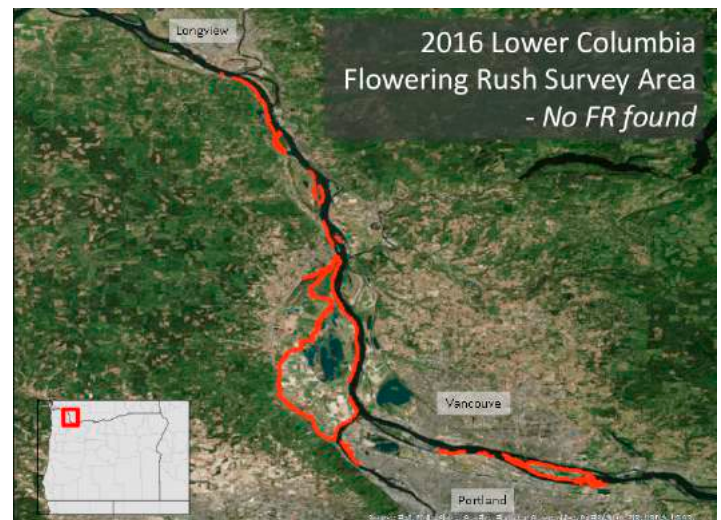 Longview
2016 Lower Columbia
Flowering Rush Survey Area
- No FR found
Vancouve
Portland